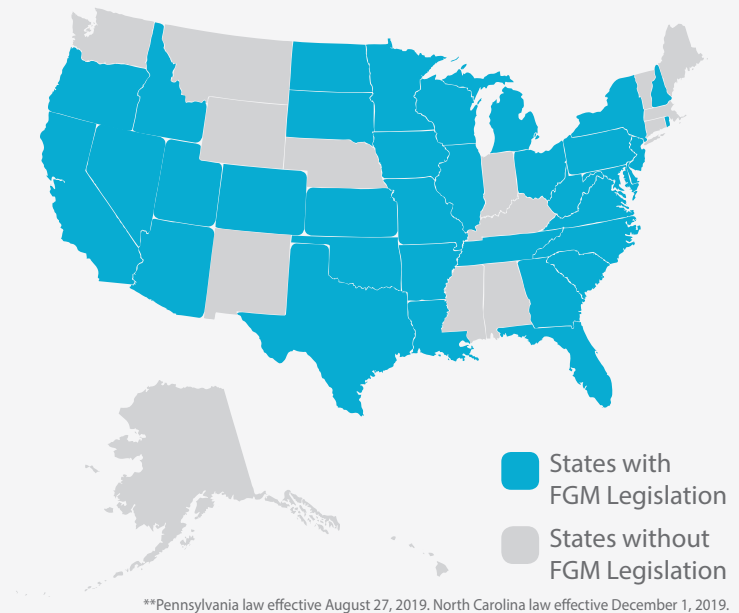 States with
FGM Legislation
States without
FGM Legislation
**Pennsylvania law effective August 27, 2019. North Carolina law effective December 1, 2019.